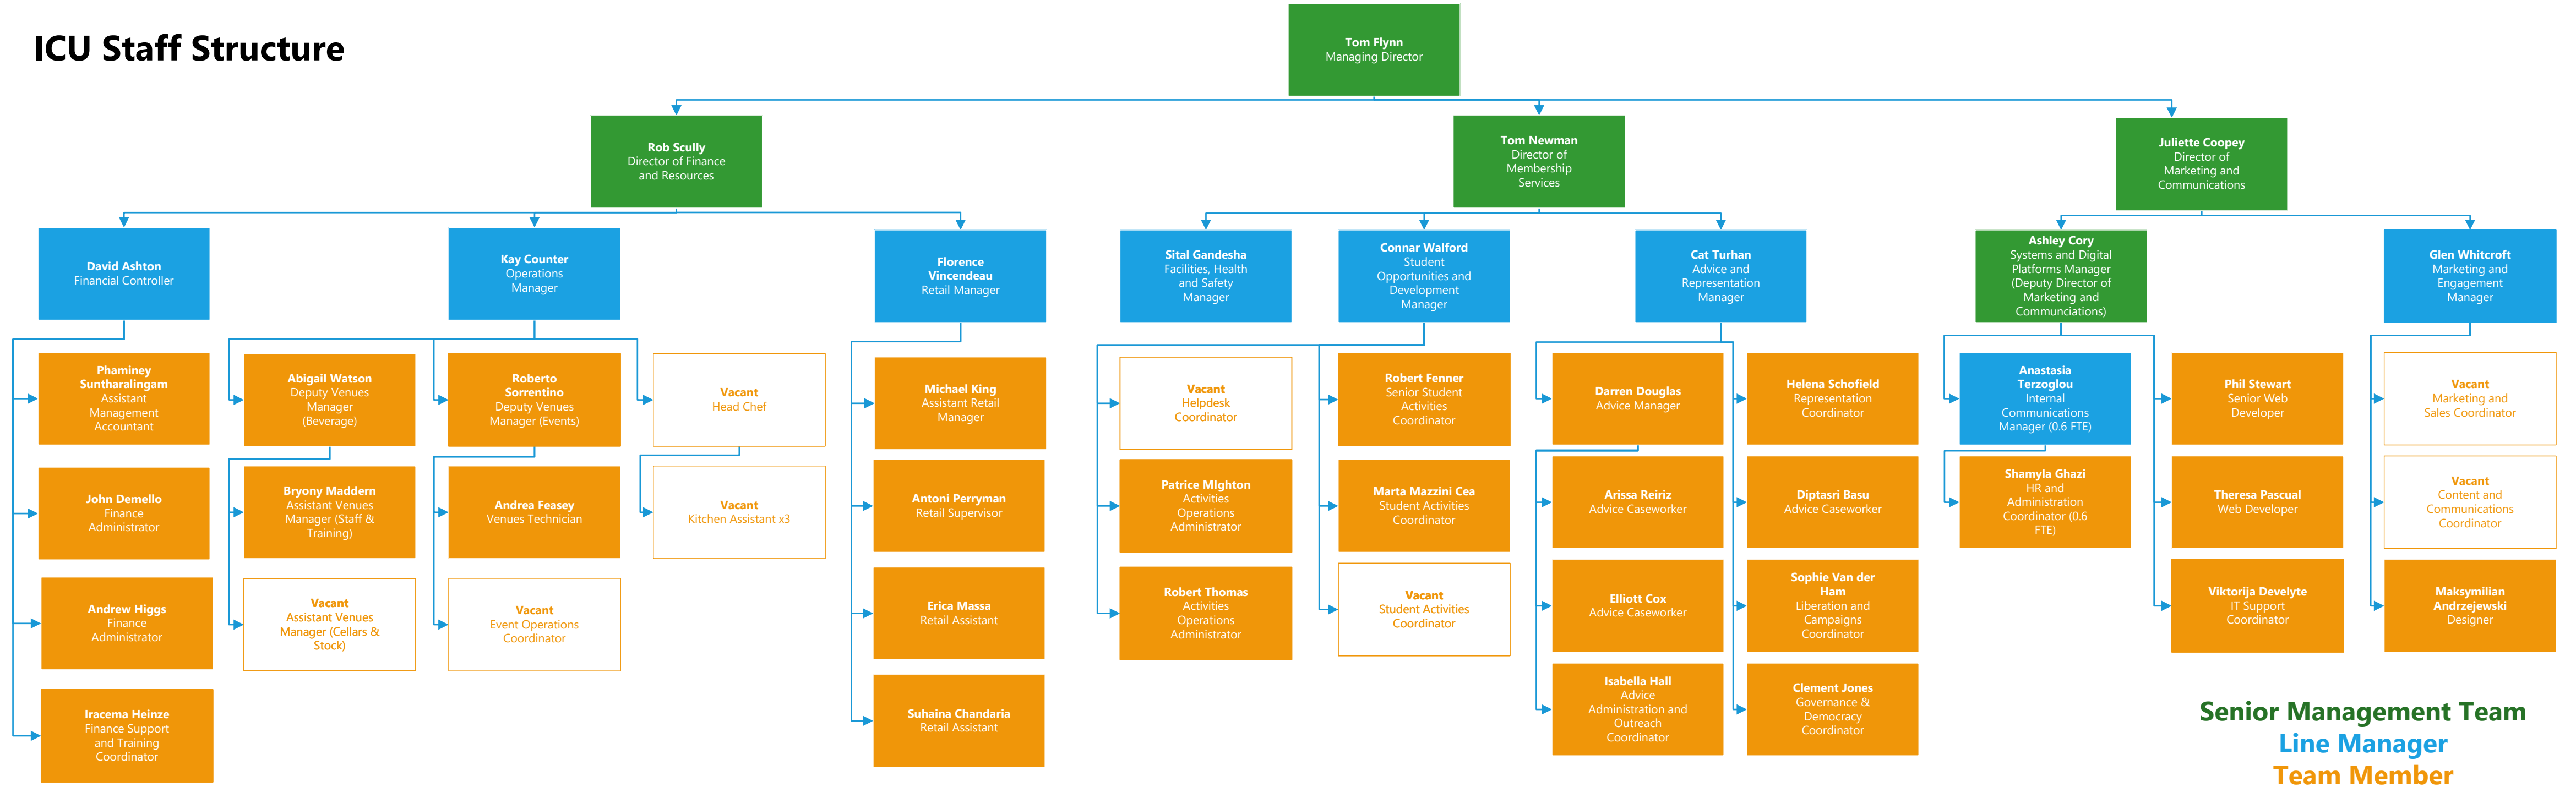 ICU Staff Structure
Tom Flynn
Managing Director
Rob Scully
Director of Finance
and Resources
Tom Newman
Director of
Membership
Services
Juliette Coopey
Director of
Marketing and
Communications
David Ashton
Financial Controller
Kay Counter
Operations
Manager
Florence
Vincendeau
Retail Manager
Sital Gandesha
Facilities, Health
and Safety
Manager
Connar Walford
Student
Opportunities and
Development
Manager
Cat Turhan
Advice and
Representation
Manager
Ashley Cory
Systems and Digital
Platforms Manager
(Deputy Director of
Marketing and
Communciations)
Glen Whitcroft
Marketing and
Engagement
Manager
Phaminey
Suntharalingam
Assistant
Management
Accountant
Abigail Watson
Deputy Venues
Manager
(Beverage)
Roberto
Sorrentino
Deputy Venues
Manager (Events)
Vacant
Head Chef
Michael King
Assistant Retail
Manager
Vacant
Helpdesk
Coordinator
Robert Fenner
Senior Student
Activities
Coordinator
Darren Douglas
Advice Manager
Helena Schofield
Representation
Coordinator
Anastasia
Terzoglou
Internal
Communications
Manager (0.6 FTE)
Phil Stewart
Senior Web
Developer
Vacant
Marketing and
Sales Coordinator
John Demello
Finance
Administrator
Bryony Maddern
Assistant Venues
Manager (Staff &
Training)
Andrea Feasey
Venues Technician
Vacant
Kitchen Assistant x3
Antoni Perryman
Retail Supervisor
Patrice MIghton
Activities
Operations
Administrator
Marta Mazzini Cea
Student Activities
Coordinator
Arissa Reiriz
Advice Caseworker
Diptasri Basu
Advice Caseworker
Shamyla Ghazi
HR and
Administration
Coordinator (0.6
FTE)
Theresa Pascual
Web Developer
Vacant
Content and
Communications
Coordinator
Andrew Higgs
Finance
Administrator
Vacant
Assistant Venues
Manager (Cellars &
Stock)
Vacant
Event Operations
Coordinator
Erica Massa
Retail Assistant
Robert Thomas
Activities
Operations
Administrator
Vacant
Student Activities
Coordinator
Elliott Cox
Advice Caseworker
Sophie Van der
Ham
Liberation and
Campaigns
Coordinator
Viktorija Develyte
IT Support
Coordinator
Maksymilian
Andrzejewski
Designer
Iracema Heinze
Finance Support
and Training
Coordinator
Suhaina Chandaria
Retail Assistant
Isabella Hall
Advice
Administration and
Outreach
Coordinator
Clement Jones
Governance &
Democracy
Coordinator
Senior Management Team
Line Manager
Team Member